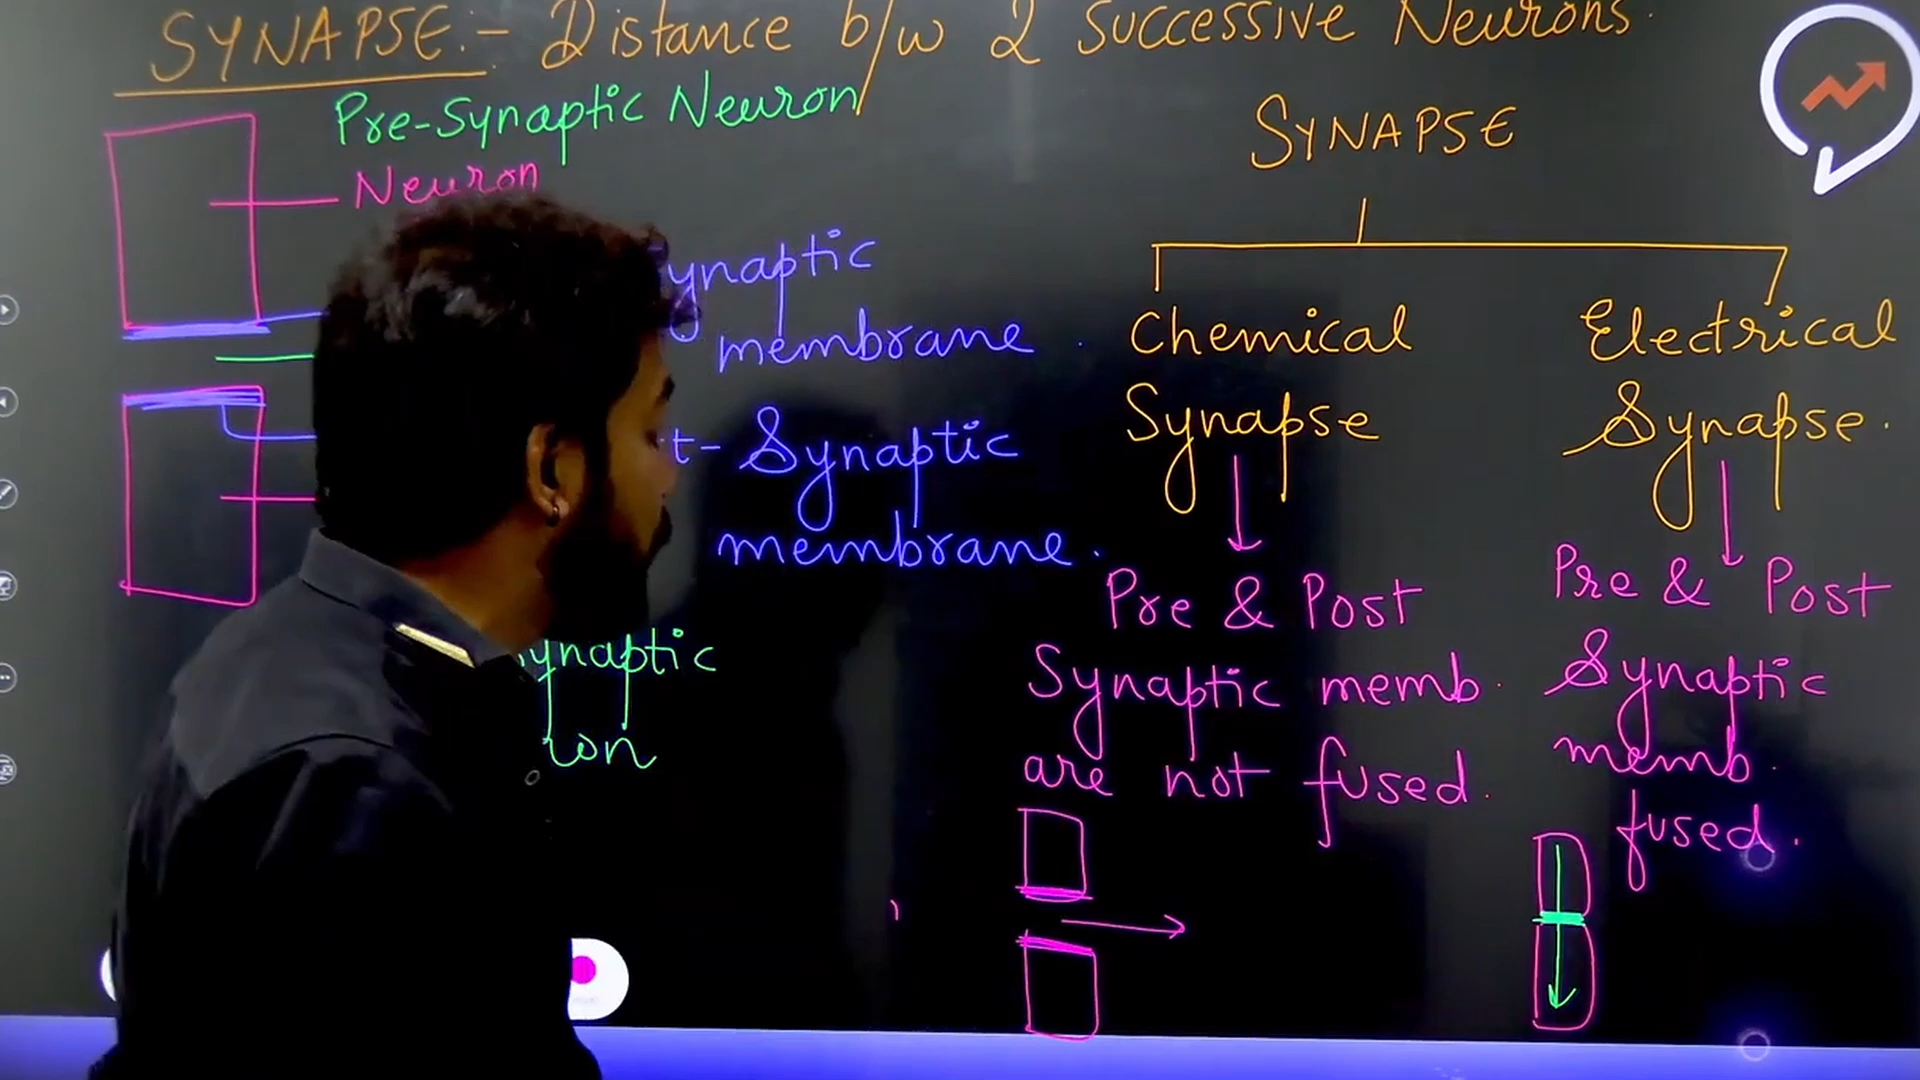 SYNAPSE:- Distance b/w 2 Successive Neurons.
Pre-Synaptic Neuron
Neuron
ynaptic
membrane
t- Synaptic
membrane.
ynaptic
ron
SYNAPSE
Chemical
Synapse
Pre & Post
Synaptic memb.
are not fused.
Electrical
Synapse.
Pre & Post
Synaptic
memb.
fused.